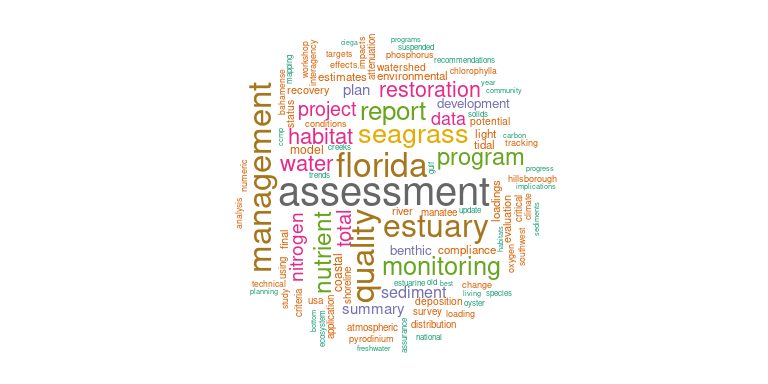 programs
ciega
suspended
targets
phosphorus
impacts
attenuation
workshop
interagency
recommendations
effects
watershed
chlorophylla
mapping
estimates
environmental
year
recovery
plan
restoration
community
bahamense
status
project
report
development
solids
data
potential
conditions
seagrass
light
carbon
ccmp
habitat
tidal
tracking
model
creeks
program
water
florida
gulf
progress
numeric
trends
hillsborough
implications
management
assessment
loadings
critical
climate
analysis
river
manatee
update
evaluation
sediments
nitrogen
nutrient
total
quality
estuary
habitats
final
using
benthic
compliance
oxygen
southwest
coastal
shoreline
monitoring
technical
estuarine
old
best
change
planning
sediment
living
species
study
criteria
usa
deposition
oyster
application
summary
survey
loading
bottom
ecosystem
atmospheric
distribution
assurance
pyrodinium
national
freshwater